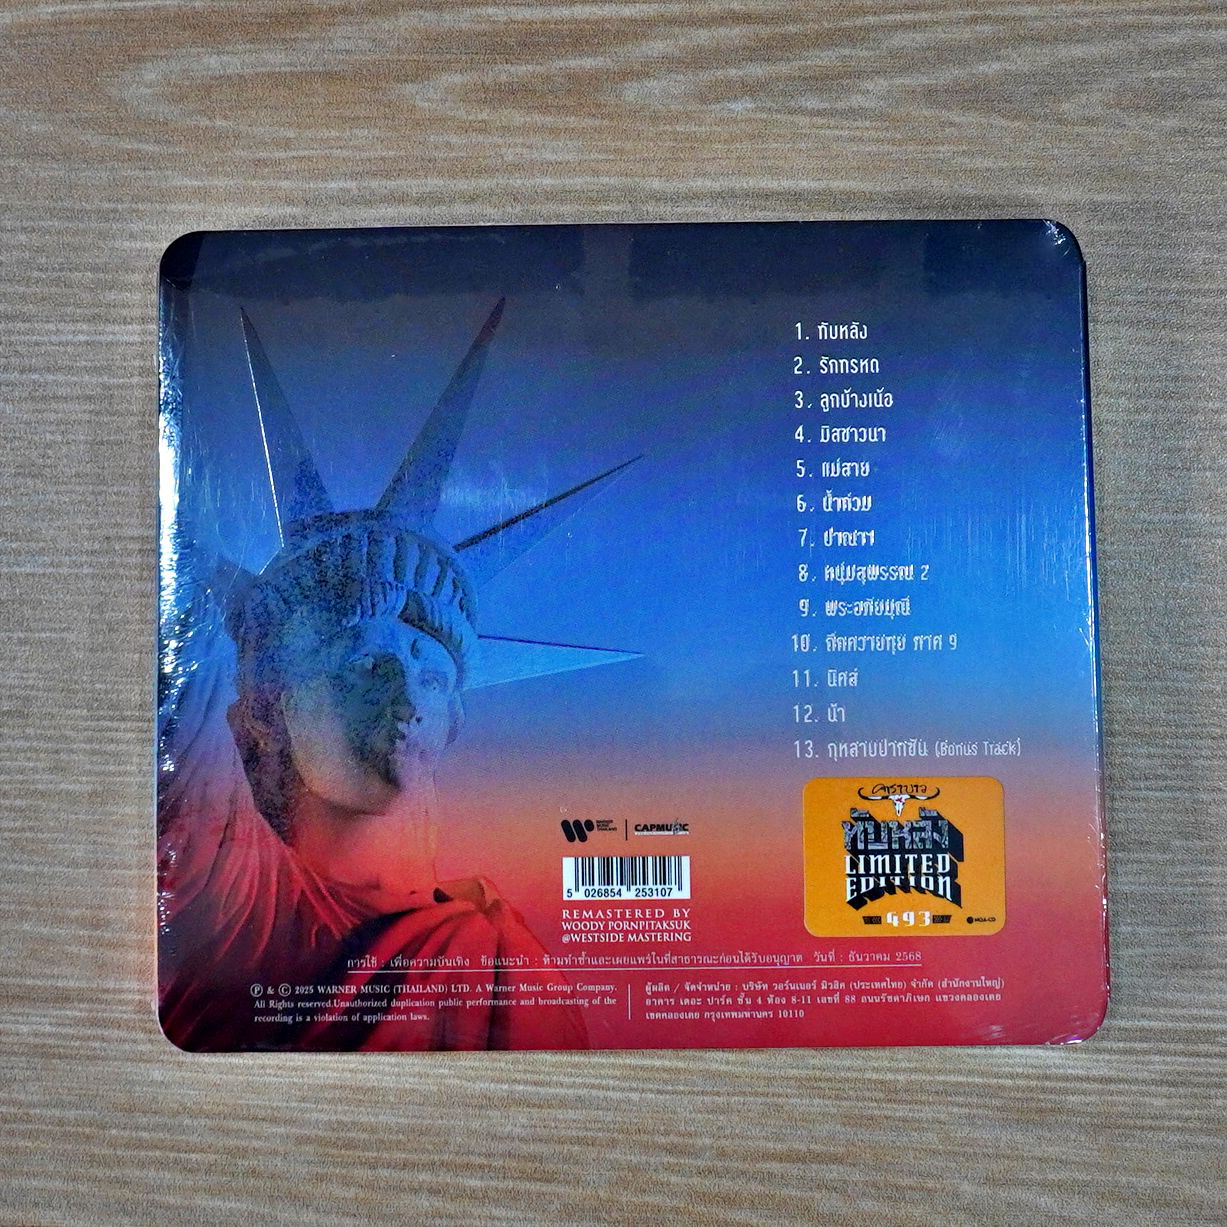 1. ทับหลัง
2. รักทรหด
3. ลูกบ้างเน้อ
4. มิสชาวนา
5. แม่สาย
6. น้ำท่วม
7. ปาณาฯ
8. หนุ่มสุพรรณ 2
9. พระอภัยมุณี
10. ถึกควายทุย ภาค 9
11. นิคส์
12. น้า
13. กุหลาบปากซัน (Bonus Track)
คาราบาว
ทับหลัง
LIMITED
EDITION
493
MQA-CD
WARNER MUSIC THAILAND
CAPMUSIC
5 026854 253107
REMASTERED BY
WOODY PORNPITAKSUK
@WESTSIDE MASTERING
การใช้ : เพื่อความบันเทิง ข้อแนะนำ : ห้ามทำซ้ำและเผยแพร่ในที่สาธารณะก่อนได้รับอนุญาต วันที่ : ธันวาคม 2568
Ⓟ & © 2025 WARNER MUSIC (THAILAND) LTD. A Warner Music Group Company.
All Rights reserved.Unauthorized duplication public performance and broadcasting of the
recording is a violation of application laws.
ผู้ผลิต / จัดจำหน่าย : บริษัท วอร์นเนอร์ มิวสิค (ประเทศไทย) จำกัด (สำนักงานใหญ่)
อาคาร เดอะ ปาร์ค ชั้น 4 ห้อง 8-11 เลขที่ 88 ถนนรัชดาภิเษก แขวงคลองเตย
เขตคลองเตย กรุงเทพมหานคร 10110